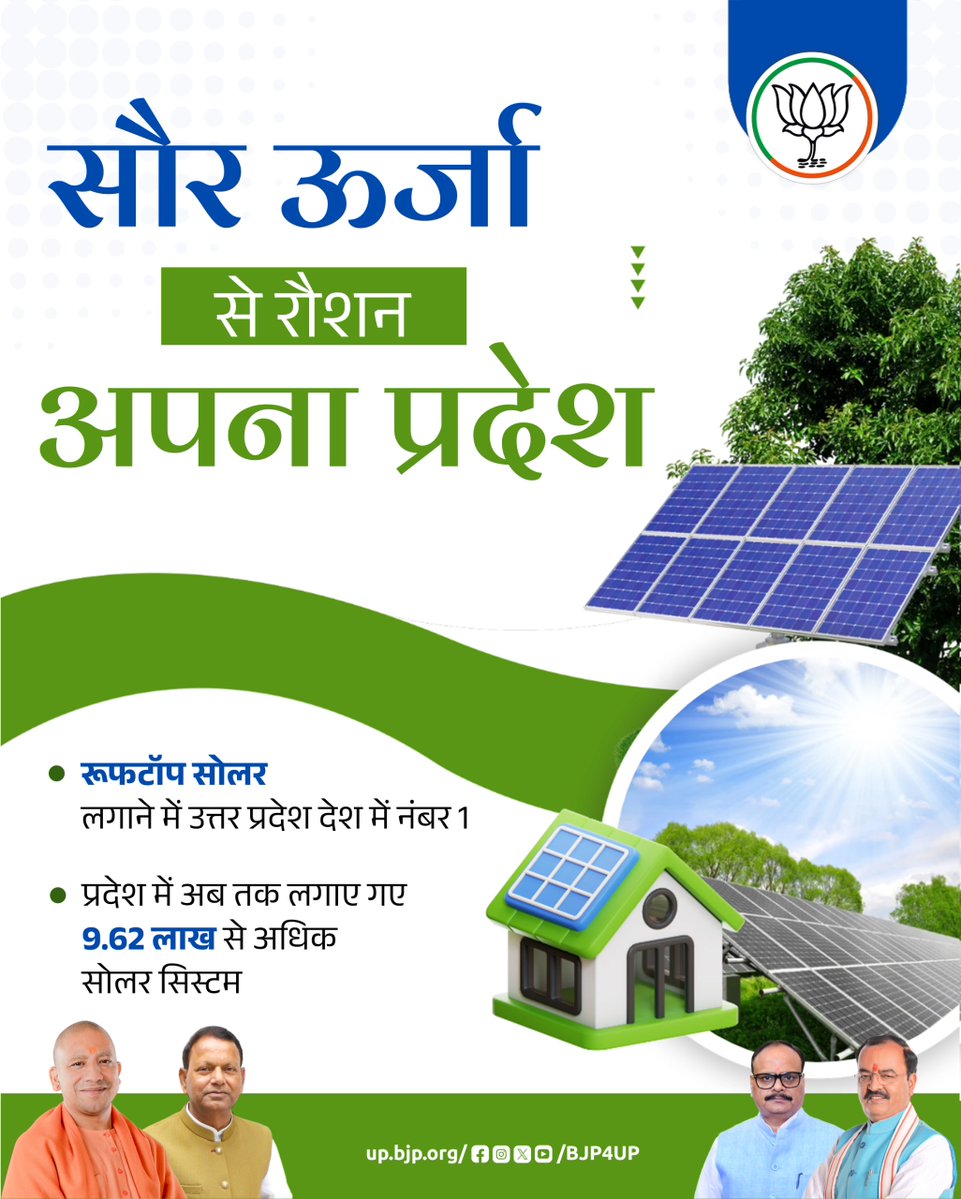 सौर ऊर्जा
से रौशन
अपना प्रदेश
रूफटॉप सोलर
लगाने में उत्तर प्रदेश देश में नंबर 1
प्रदेश में अब तक लगाए गए
9.62 लाख से अधिक
सोलर सिस्टम
up.bjp.org/ /BJP4UP